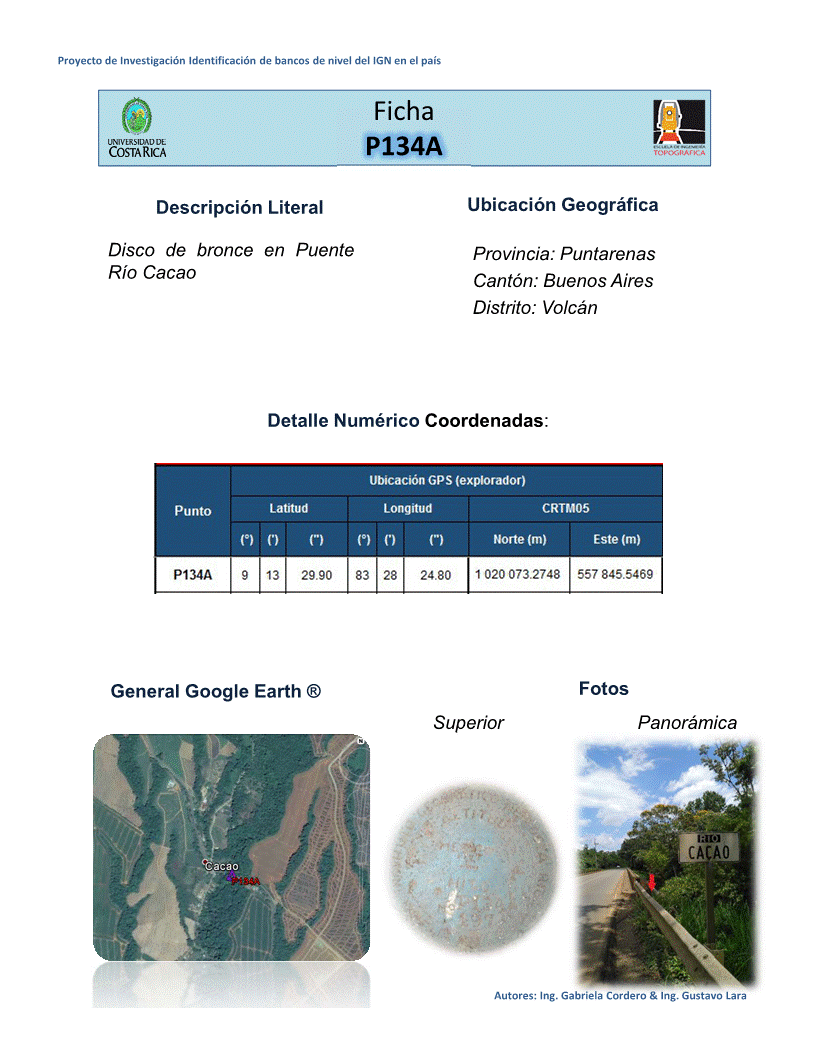 Proyecto de Investigación Identificación de bancos de nivel del IGN en el país
Ficha
P134A
UNIVERSIDAD DE
COSTA RICA
ESCUELA DE INGENIERÍA
TOPOGRÁFICA
Descripción Literal
Disco de bronce en Puente
Río Cacao
Ubicación Geográfica
Provincia: Puntarenas
Cantón: Buenos Aires
Distrito: Volcán
Detalle Numérico Coordenadas:
Punto
Ubicación GPS (explorador)
Latitud Longitud CRTM05
(°) (') (") (°) (') (") Norte (m) Este (m)
P134A 9 13 29.90 83 28 24.80 1 020 073.2748 557 845.5469
General Google Earth ®
Fotos
Superior Panorámica
N
Cacao
P134A
RIO
CACAO
Autores: Ing. Gabriela Cordero & Ing. Gustavo Lara